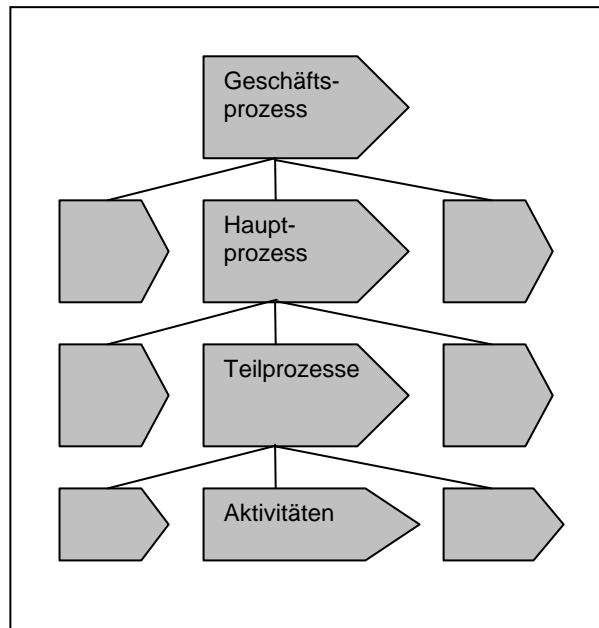 Geschäfts-
prozess
Haupt-
prozess
Teilprozesse
Aktivitäten